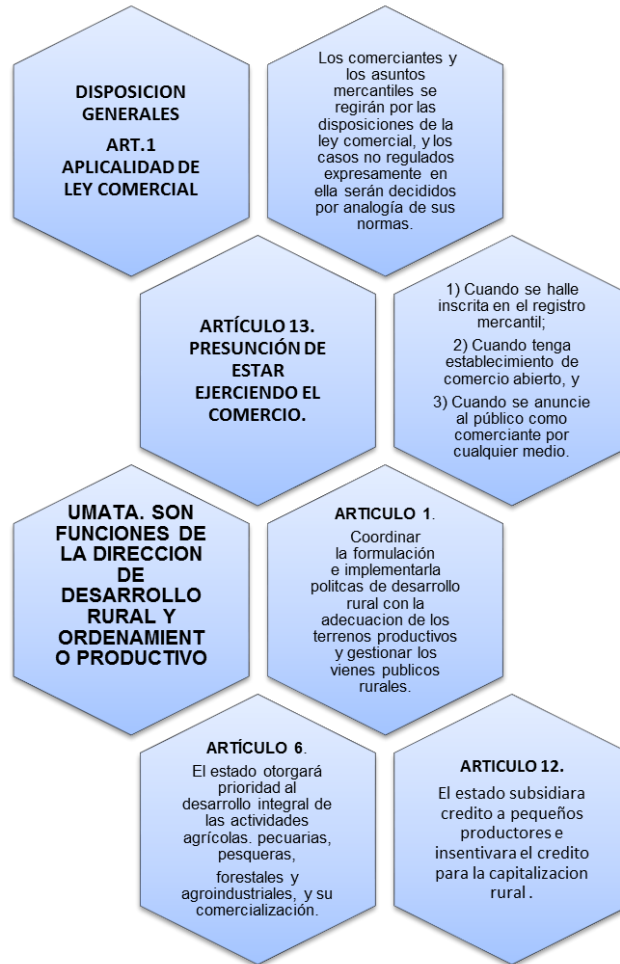 DISPOSICION
GENERALES
ART.1
APLICALIDAD DE
LEY COMERCIAL
Los comerciantes y
los asuntos
mercantiles se
regirán por las
disposiciones de la
ley comercial, y los
casos no regulados
expresamente en
ella serán decididos
por analogía de sus
normas.
ARTÍCULO 13.
PRESUNCIÓN DE
ESTAR
EJERCIENDO EL
COMERCIO.
1) Cuando se halle
inscrita en el registro
mercantil;
2) Cuando tenga
establecimiento de
comercio abierto, y
3) Cuando se anuncie
al público como
comerciante por
cualquier medio.
UMATA. SON
FUNCIONES DE
LA DIRECCION
DE
DESARROLLO
RURAL Y
ORDENAMIENT
O PRODUCTIVO
ARTICULO 1.
Coordinar
la formulación
e implementarla
politcas de desarrollo
rural con la
adecuacion de los
terrenos productivos
y gestionar los
vienes publicos
rurales.
ARTÍCULO 6.
El estado otorgará
prioridad al
desarrollo integral de
las actividades
agrícolas. pecuarias,
pesqueras,
forestales y
agroindustriales, y su
comercialización.
ARTICULO 12.
El estado subsidiara
credito a pequeños
productores e
insentivara el credito
para la capitalizacion
rural .